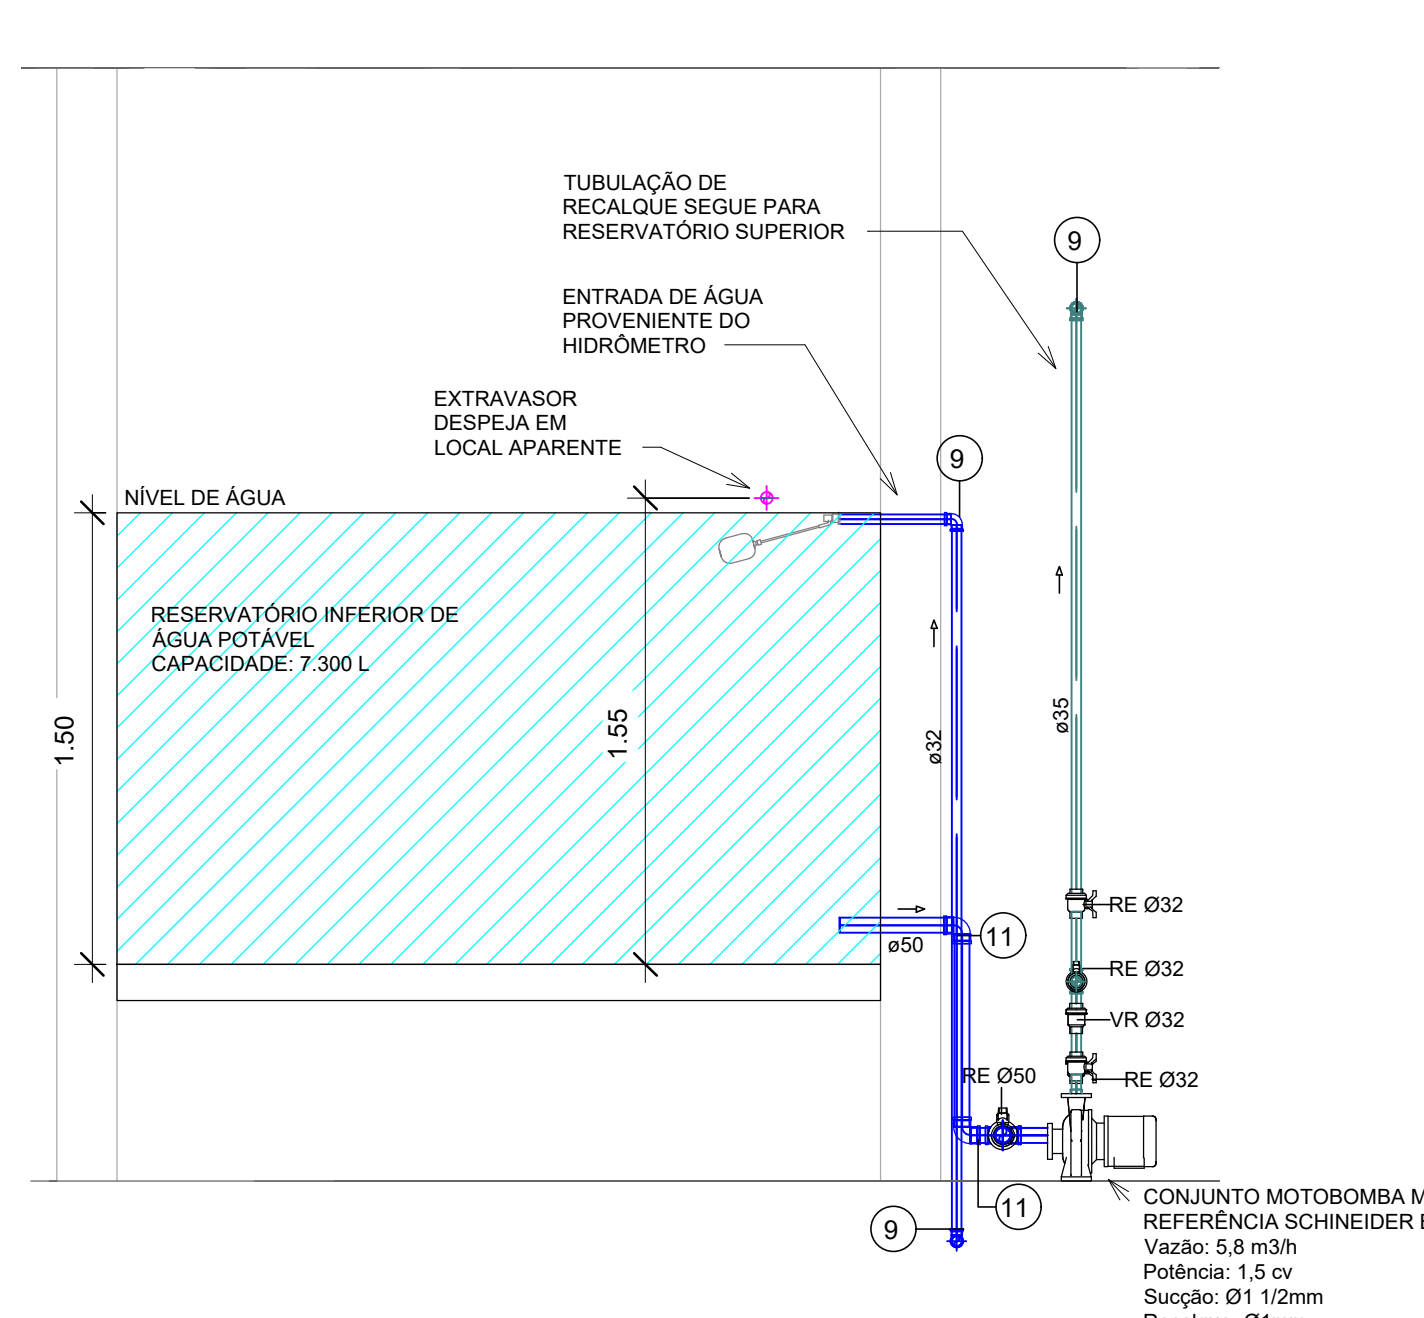 TUBULAÇÃO DE
RECALQUE SEGUE PARA
RESERVATÓRIO SUPERIOR
9
ENTRADA DE ÁGUA
PROVENIENTE DO
HIDRÔMETRO
EXTRAVASOR
DESPEJA EM
LOCAL APARENTE
9
NÍVEL DE ÁGUA
RESERVATÓRIO INFERIOR DE
ÁGUA POTÁVEL
CAPACIDADE: 7.300 L
1.50
1.55
ø32
ø35
RE Ø32
ø50
11
RE Ø32
VR Ø32
RE Ø50
RE Ø32
11
9
CONJUNTO MOTOBOMBA
REFERÊNCIA SCHINEIDER
Vazão: 5,8 m3/h
Potência: 1,5 cv
Sucção: Ø1 1/2mm